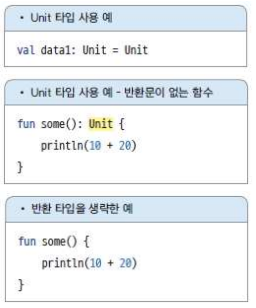 • Unit 타입 사용 예
val data1: Unit = Unit
• Unit 타입 사용 예 - 반환문이 없는 함수
fun some(): Unit {
println(10 + 20)
}
• 반환 타입을 생략한 예
fun some() {
println(10 + 20)
}